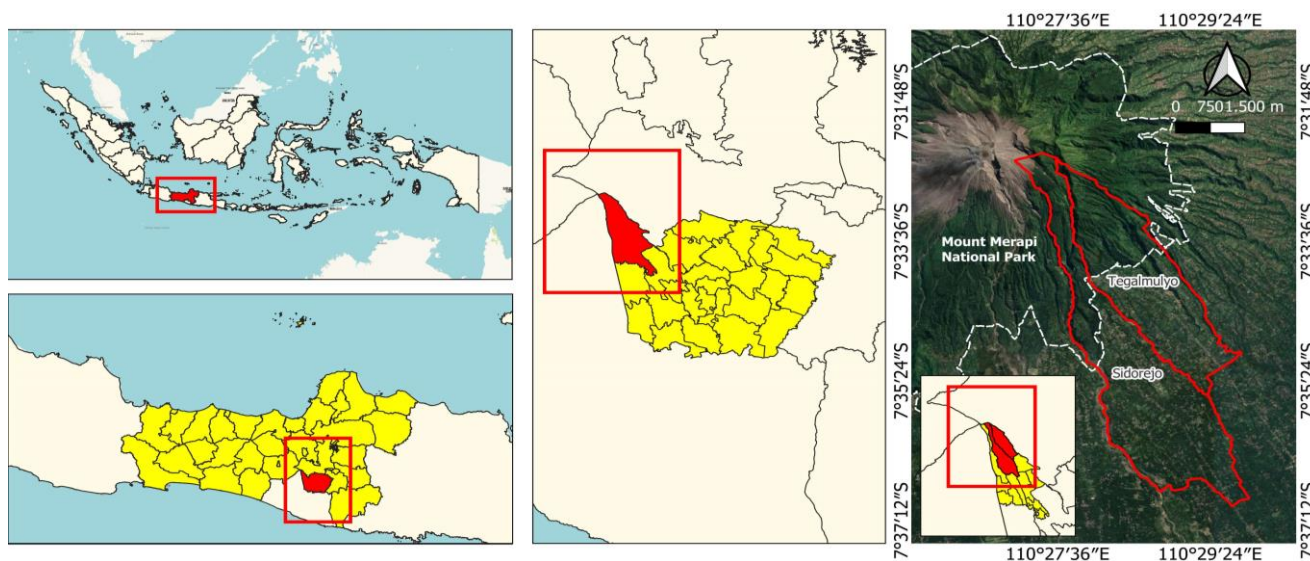 110°27'36"E 110°29'24"E
7°31'48"S
7°33'36"S
7°35'24"S
7°37'12"S
0 7501.500 m
7°31'48"S
7°33'36"S
7°35'24"S
7°37'12"S
Mount Merapi
National Park
Tegalmulyo
Sidorejo
110°27'36"E 110°29'24"E